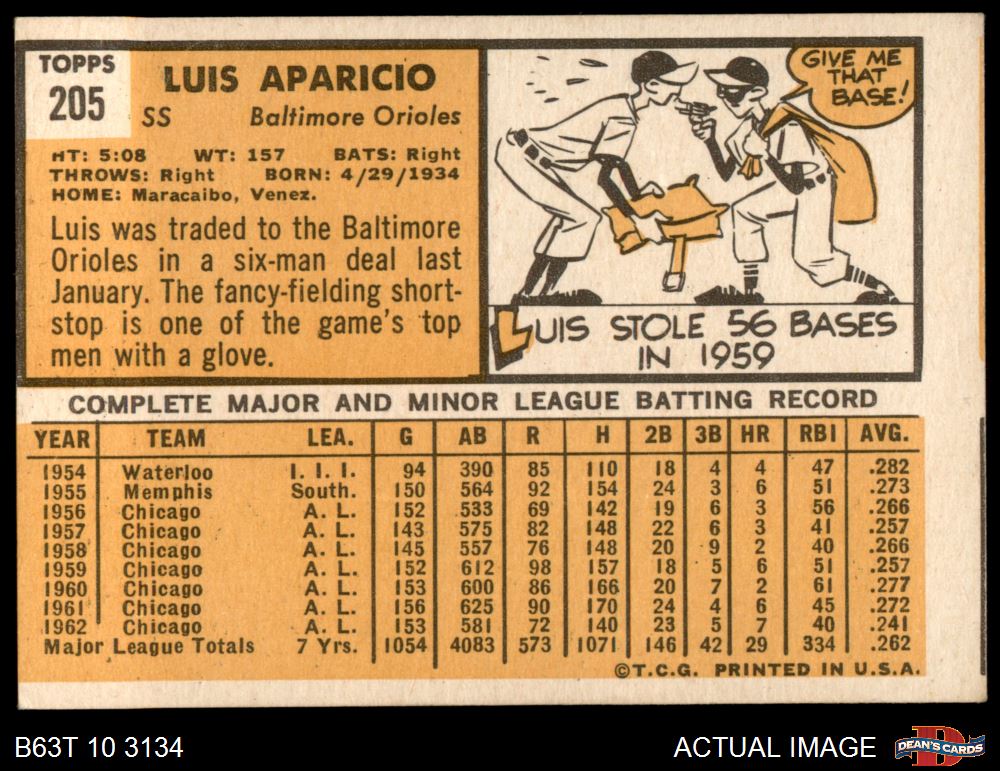 TOPPS
205
LUIS APARICIO
SS Baltimore Orioles
HT: 5:08 WT: 157 BATS: Right
THROWS: Right BORN: 4/29/1934
HOME: Maracaibo, Venez.
Luis was traded to the Baltimore
Orioles in a six-man deal last
January. The fancy-fielding short-
stop is one of the game's top
men with a glove.
GIVE ME
THAT
BASE!
LUIS STOLE 56 BASES
IN 1959
COMPLETE MAJOR AND MINOR LEAGUE BATTING RECORD
YEAR TEAM LEA. G AB R H 2B 3B HR RBI AVG.
1954 Waterloo I. I. I. 94 390 85 110 18 4 4 47 .282
1955 Memphis South. 150 564 92 154 24 3 6 51 .273
1956 Chicago A. L. 152 533 69 142 19 6 3 56 .266
1957 Chicago A. L. 143 575 82 148 22 6 3 41 .257
1958 Chicago A. L. 145 557 76 148 20 9 2 40 .266
1959 Chicago A. L. 152 612 98 157 18 5 6 51 .257
1960 Chicago A. L. 153 600 86 166 20 7 2 61 .277
1961 Chicago A. L. 156 625 90 170 24 4 6 45 .272
1962 Chicago A. L. 153 581 72 140 23 5 7 40 .241
Major League Totals 7 Yrs. 1054 4083 573 1071 146 42 29 334 .262
©T.C.G. PRINTED IN U.S.A.
B63T 10 3134
ACTUAL IMAGE
DEAN'S CARDS